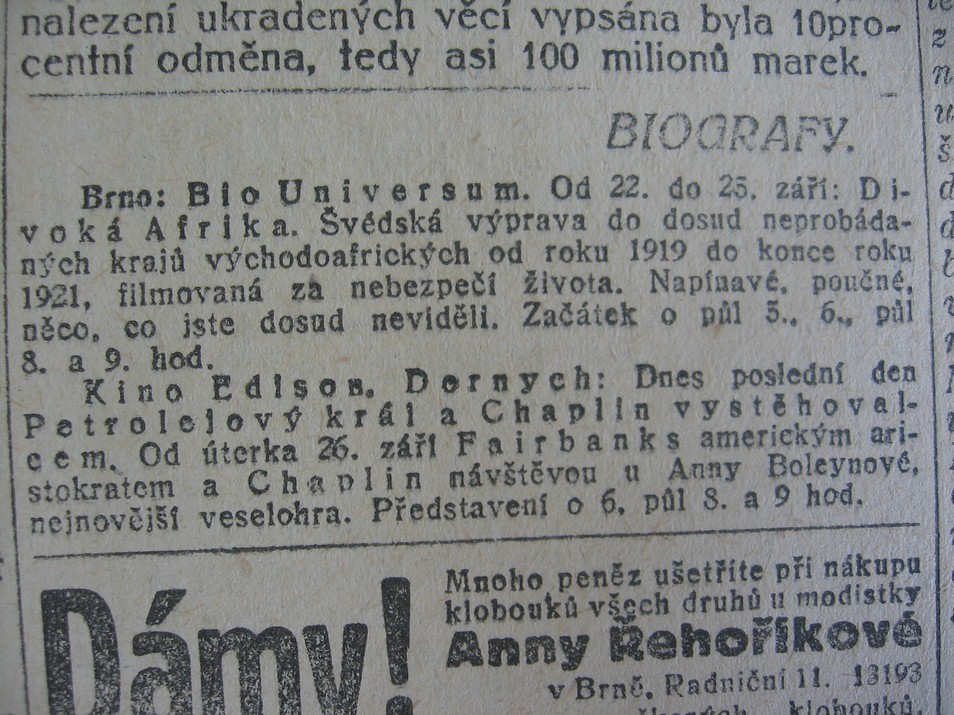 nalezení ukradených věcí vypsána byla 10pro-
centní odměna, tedy asi 100 milionů marek.
BIOGRAFY.
Brno: Bio Universum. Od 22. do 25. září: Di-
voká Afrika. Švédská výprava do dosud neprobáda-
ných krajů východoafrických od roku 1919 do konce roku
1921, filmovaná za nebezpečí života. Napínavé, poučné,
něco, co jste dosud neviděli. Začátek o půl 5., 6., půl
8. a 9. hod.
Kino Edison, Dornych: Dnes poslední den
Petrolejový král a Chaplin vystěhoval-
cem. Od úterka 26. září Fairbanks americkým ari-
stokratem a Chaplin návštěvou u Anny Boleynové,
nejnovější veselohra. Představení o 6. půl 8. a 9 hod.
Dámy!
Mnoho peněz ušetříte při nákupu
klobouků všech druhů u modistky
Anny Řehoříkové
v Brně, Radniční 11. 13193
klobouků,